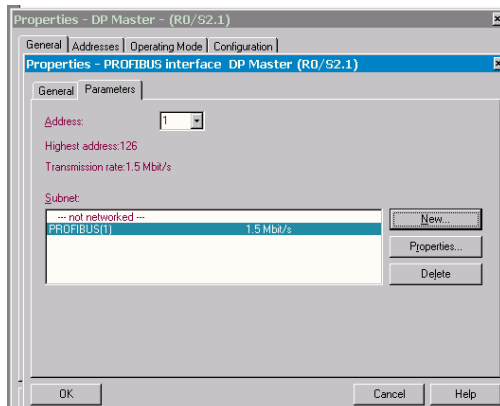 Properties - DP Master - (R0/S2.1)
General Addresses Operating Mode Configuration
Properties - PROFIBUS interface DP Master (R0/S2.1)
General Parameters
Address: 1
Highest address:126
Transmission rate:1.5 Mbit/s
Subnet:
--- not networked ---
PROFIBUS(1) 1.5 Mbit/s
New...
Properties...
Delete
OK Cancel Help